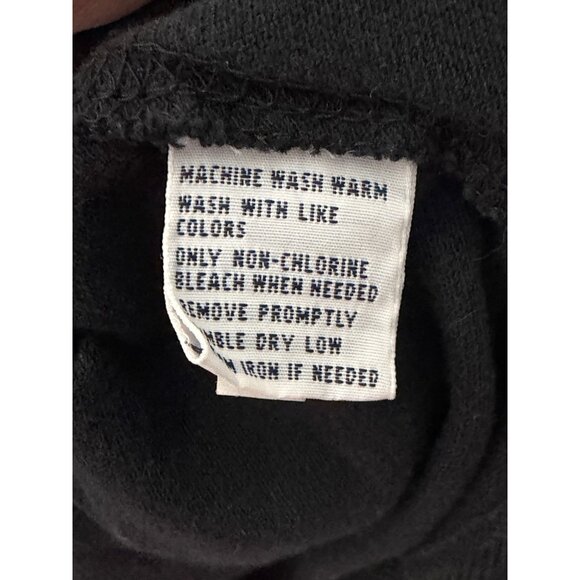 MACHINE WASH WARM
WASH WITH LIKE
COLORS
ONLY NON-CHLORINE
BLEACH WHEN NEEDED
REMOVE PROMPTLY
TUMBLE DRY LOW
IRON IF NEEDED